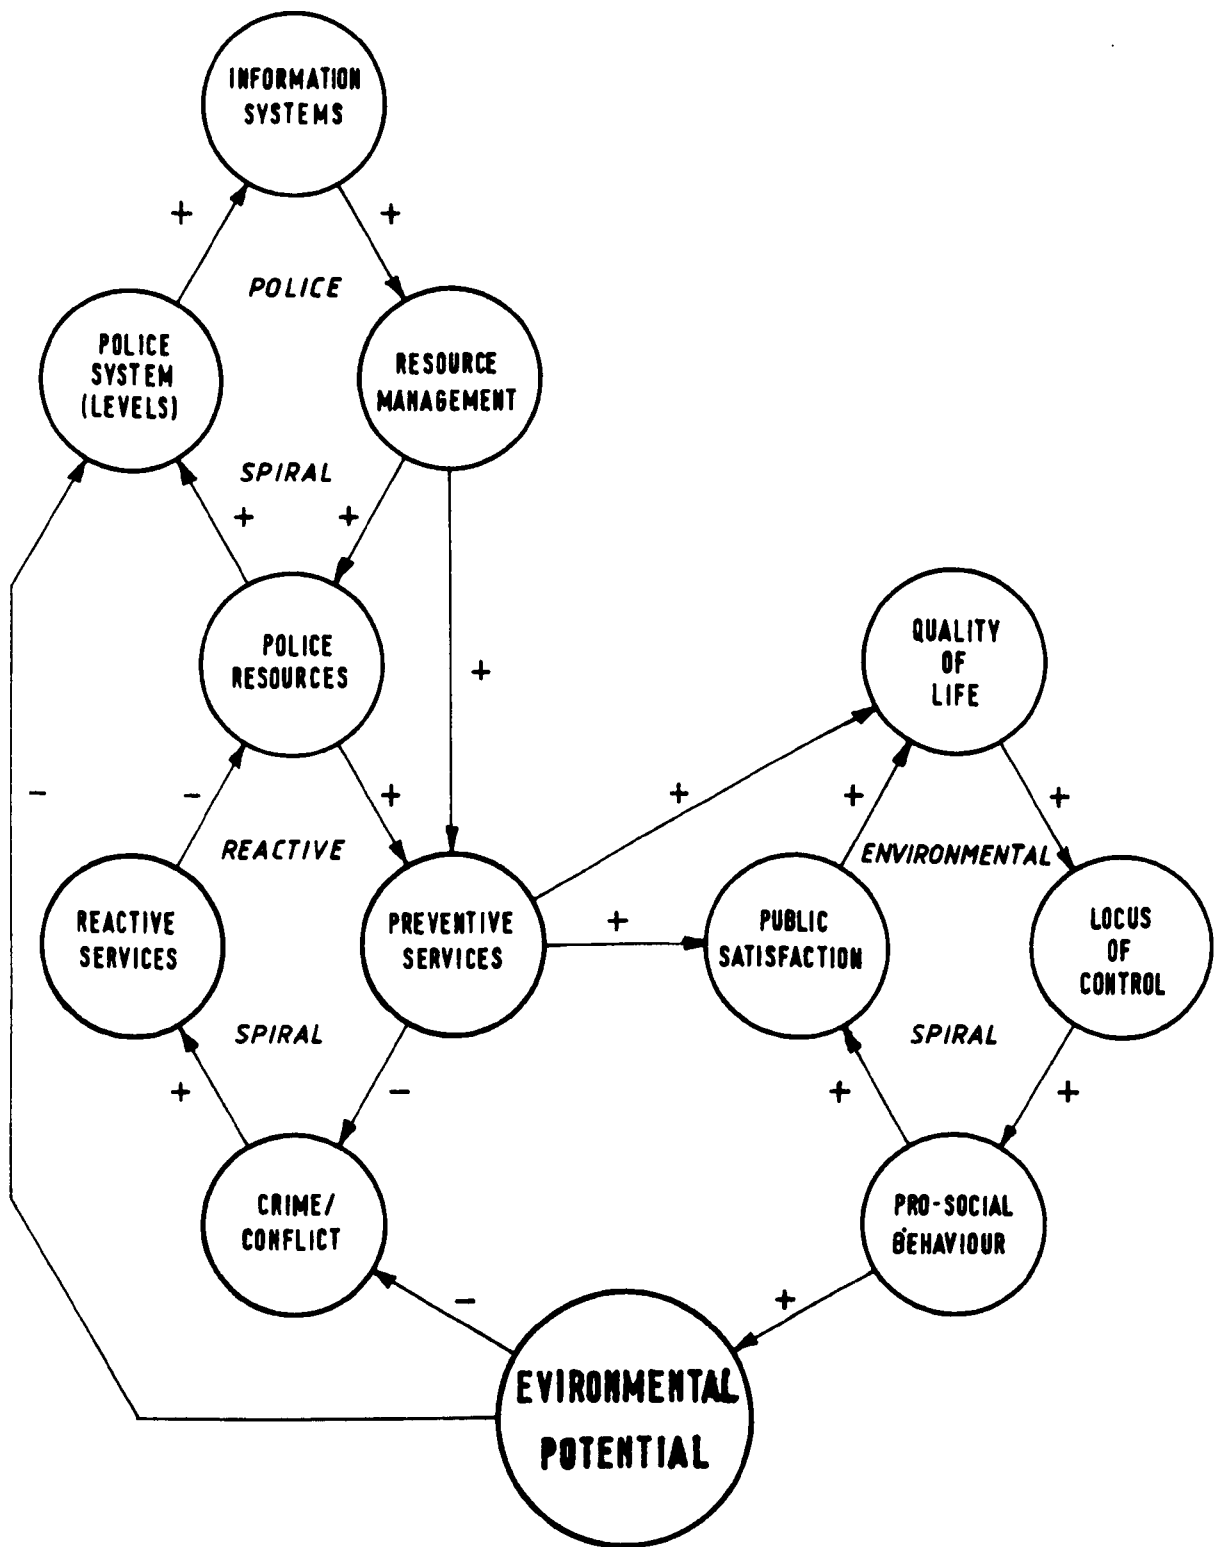 INFORMATION
SYSTEMS
+
+
POLICE
POLICE
SYSTEM
(LEVELS)
RESOURCE
MANAGEMENT
SPIRAL
+
+
POLICE
RESOURCES
+
QUALITY
OF
LIFE
-
-
+
+
+
+
REACTIVE
ENVIRONMENTAL
REACTIVE
SERVICES
PREVENTIVE
SERVICES
+
PUBLIC
SATISFACTION
LOCUS
OF
CONTROL
SPIRAL
SPIRAL
+
-
+
+
CRIME/
CONFLICT
PRO-SOCIAL
BEHAVIOUR
-
+
EVIRONMENTAL
POTENTIAL